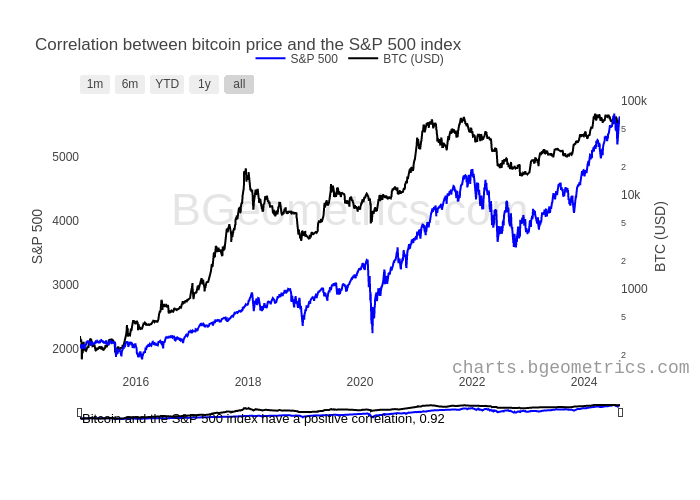 Correlation between bitcoin price and the S&P 500 index
S&P 500 BTC (USD)
1m 6m YTD 1y all
100k
5
5000
2
BGeometrics.com
10k
4000
5
S&P 500
BTC (USD)
2
3000
1000
5
2000
2
charts.bgeometrics.com
2016 2018 2020 2022 2024
Bitcoin and the S&P 500 index have a positive correlation, 0.92